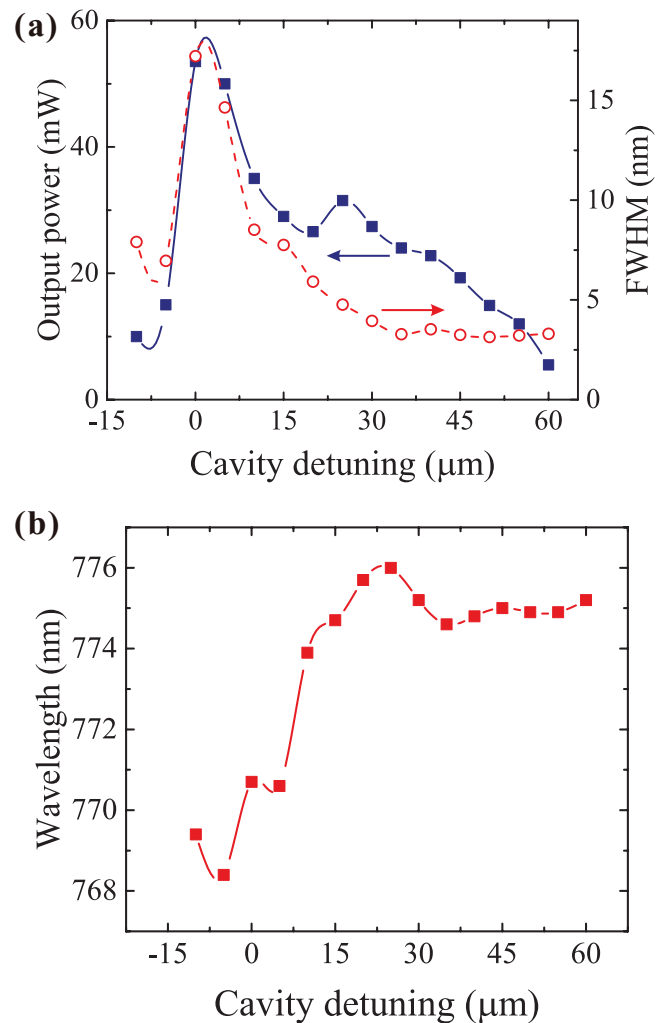 (a)
60
40
20
0
Output power (mW)
15
10
5
0
FWHM (nm)
-15 0 15 30 45 60
Cavity detuning (μm)
(b)
776
774
772
770
768
Wavelength (nm)
-15 0 15 30 45 60
Cavity detuning (μm)